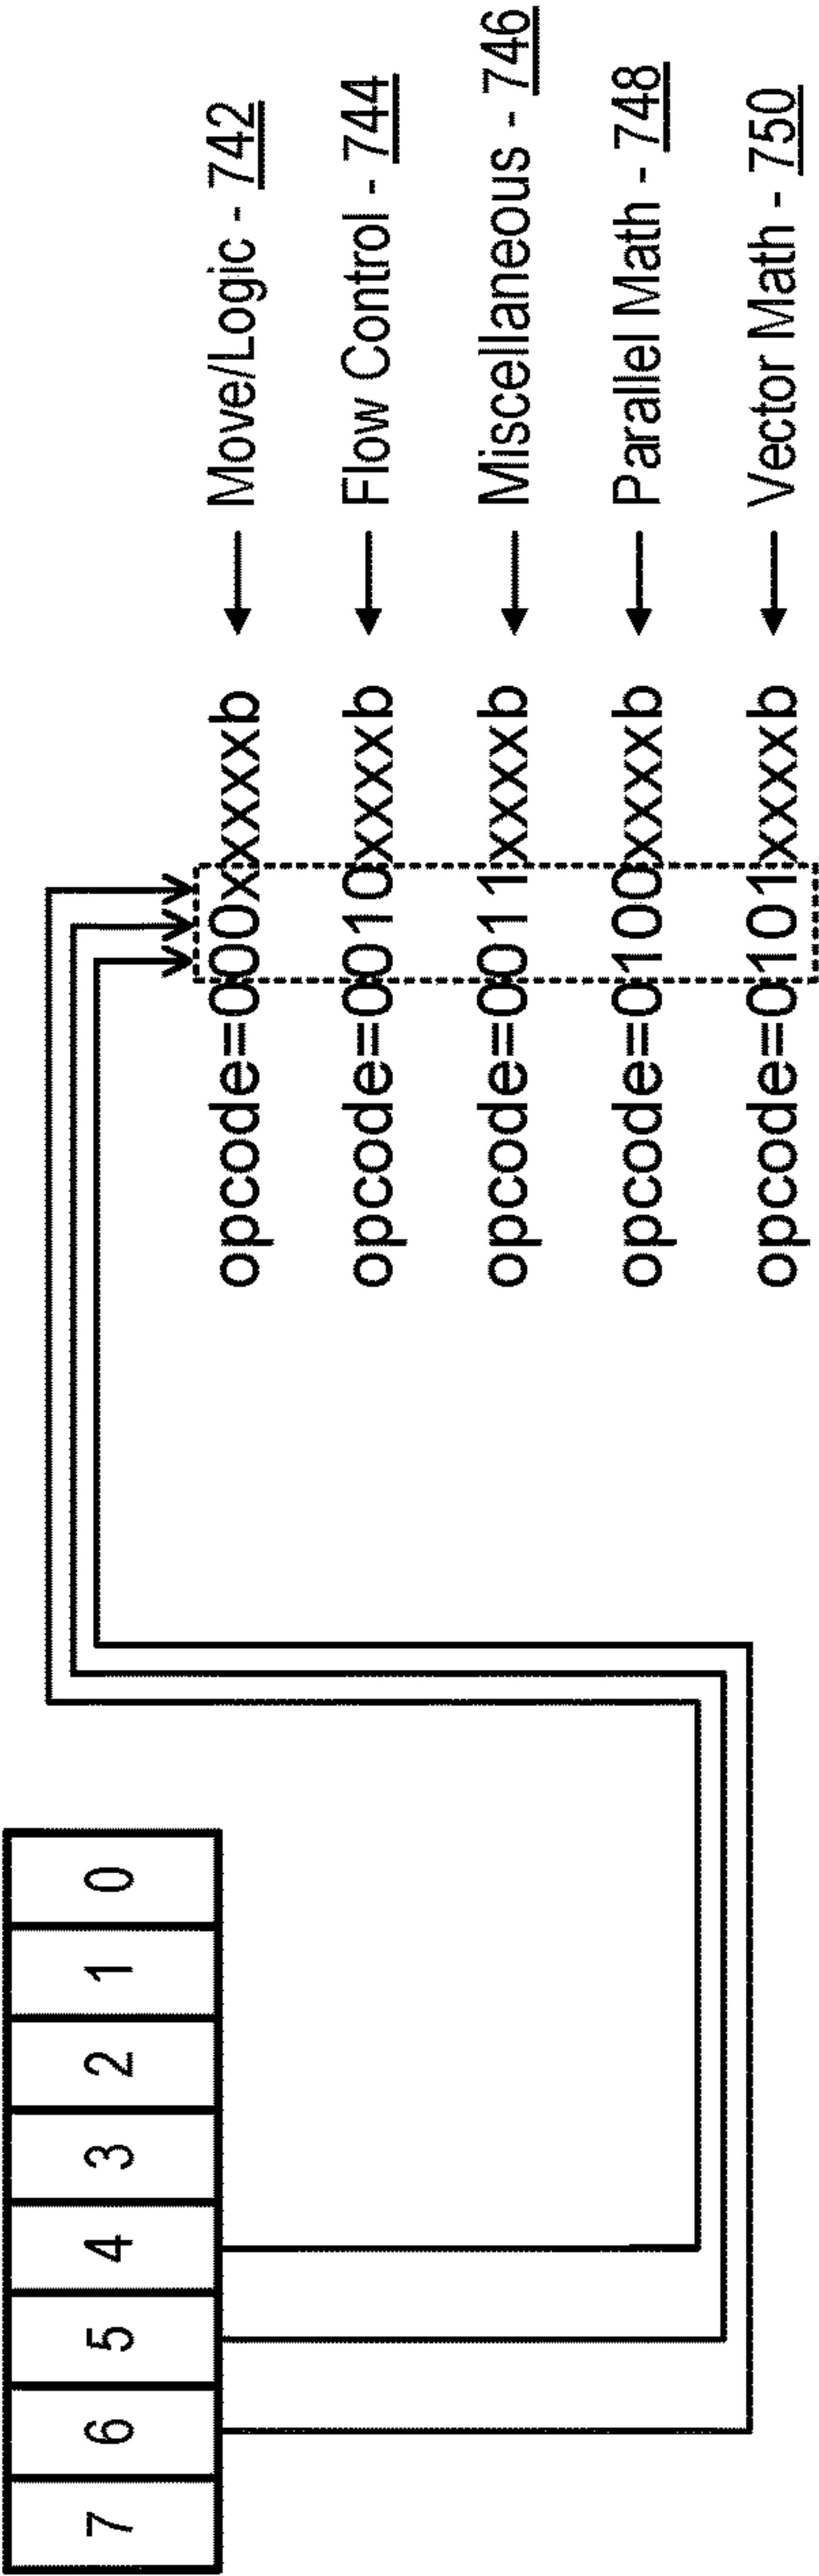 7 6 5 4 3 2 1 0
opcode=000xxxxxb Move/Logic - 742
opcode=0010xxxxb Flow Control - 744
opcode=0011xxxxb Miscellaneous - 746
opcode=0100xxxxb Parallel Math - 748
opcode=0101xxxxb Vector Math - 750